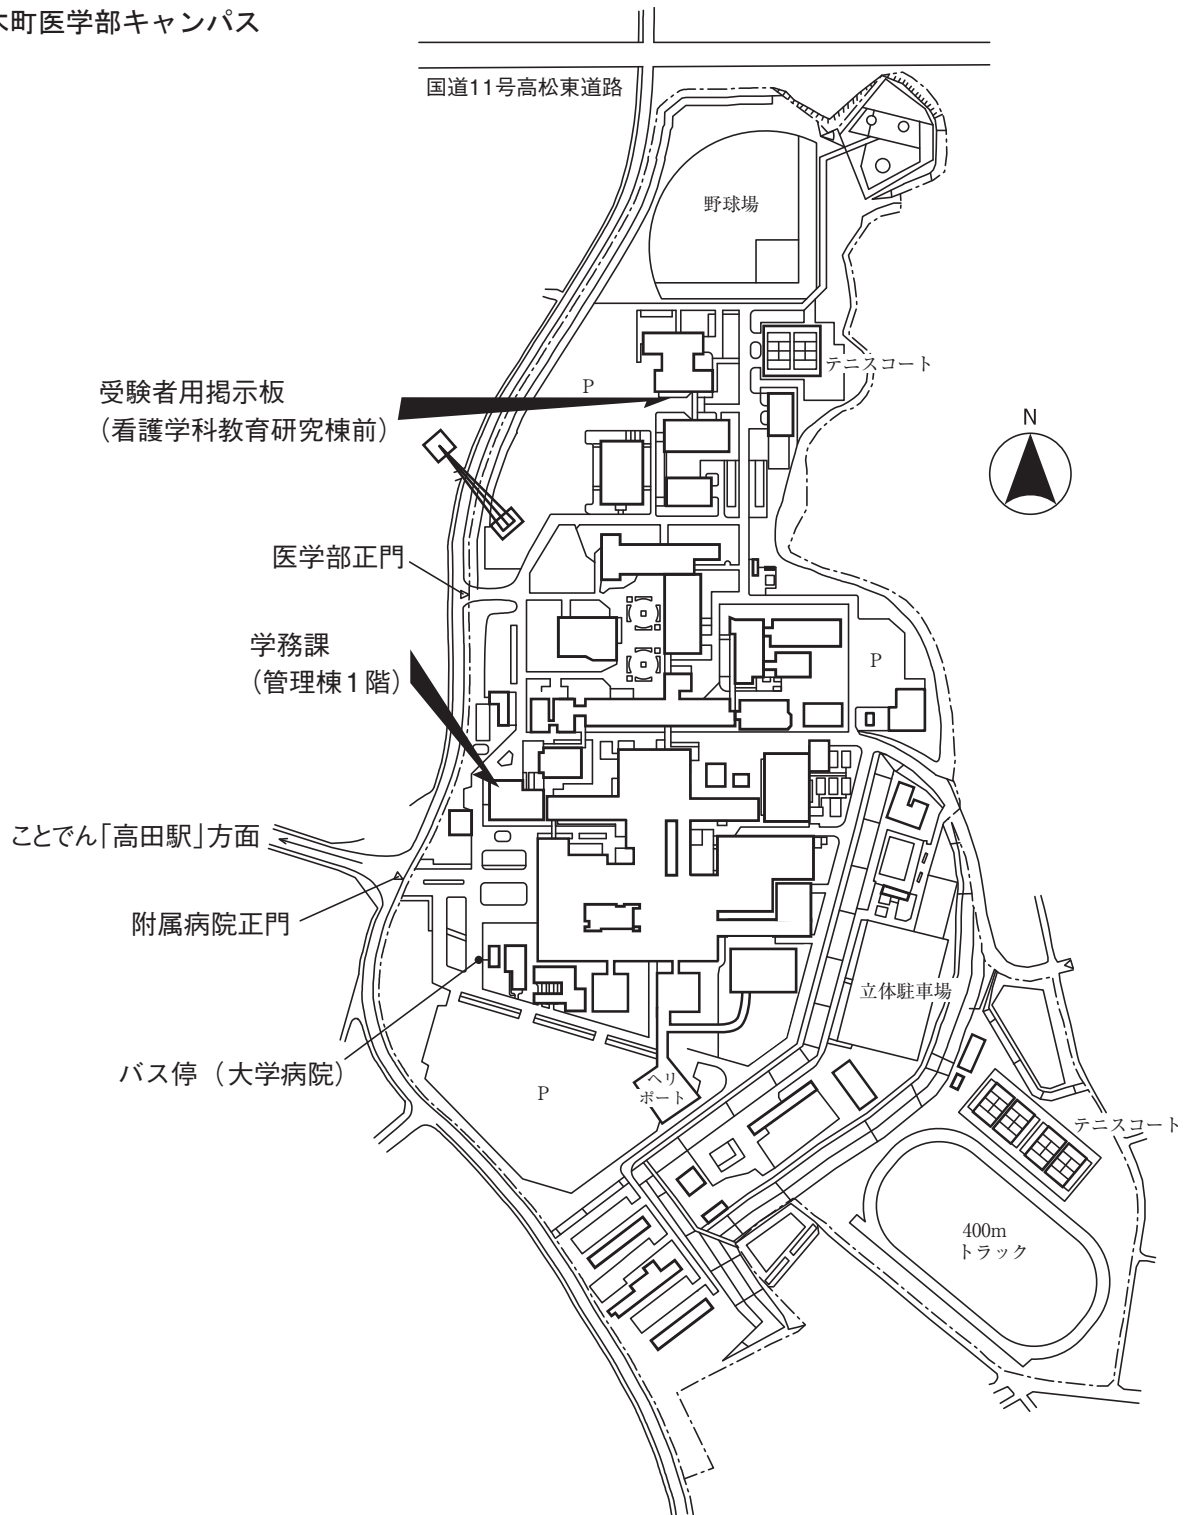 木町医学部キャンパス
国道11号高松東道路
野球場
テニスコート
P
受験者用掲示板
（看護学科教育研究棟前）
N
医学部正門
学務課
（管理棟１階）
P
ことでん「高田駅」方面
附属病院正門
立体駐車場
バス停（大学病院）
P
ヘリ
ポート
テニスコート
400m
トラック